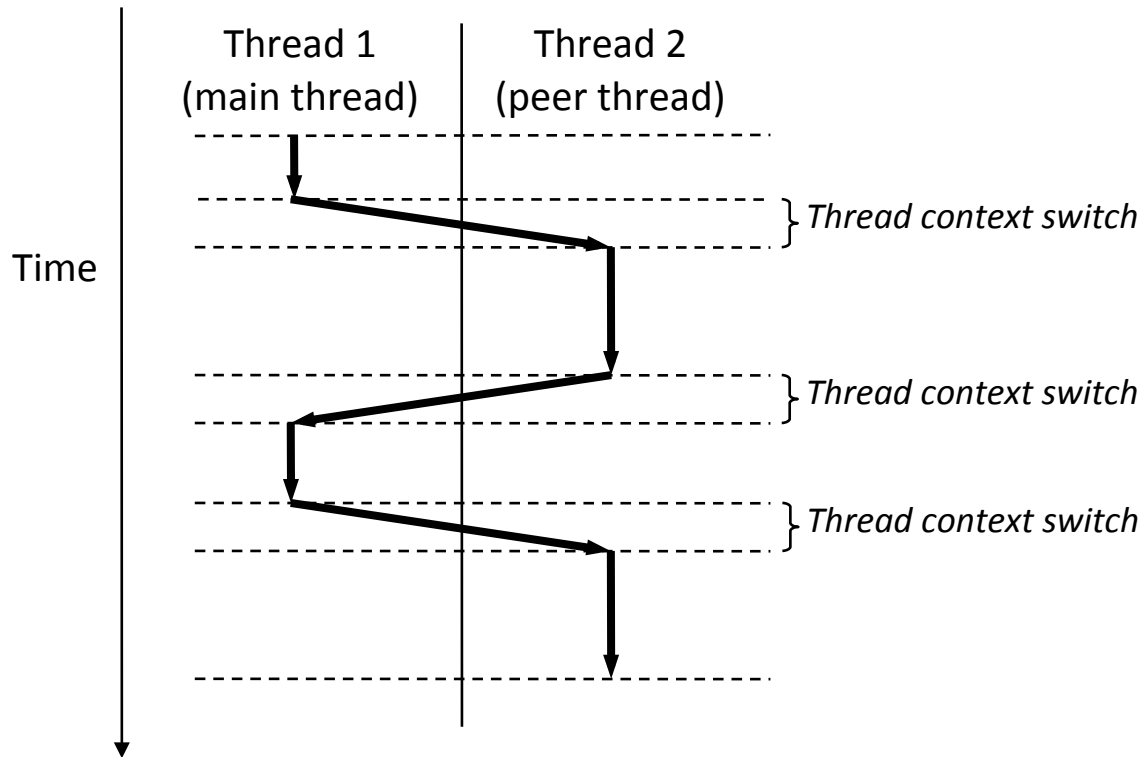 Thread 1
(main thread)
Thread 2
(peer thread)
Thread context switch
Time
Thread context switch
Thread context switch